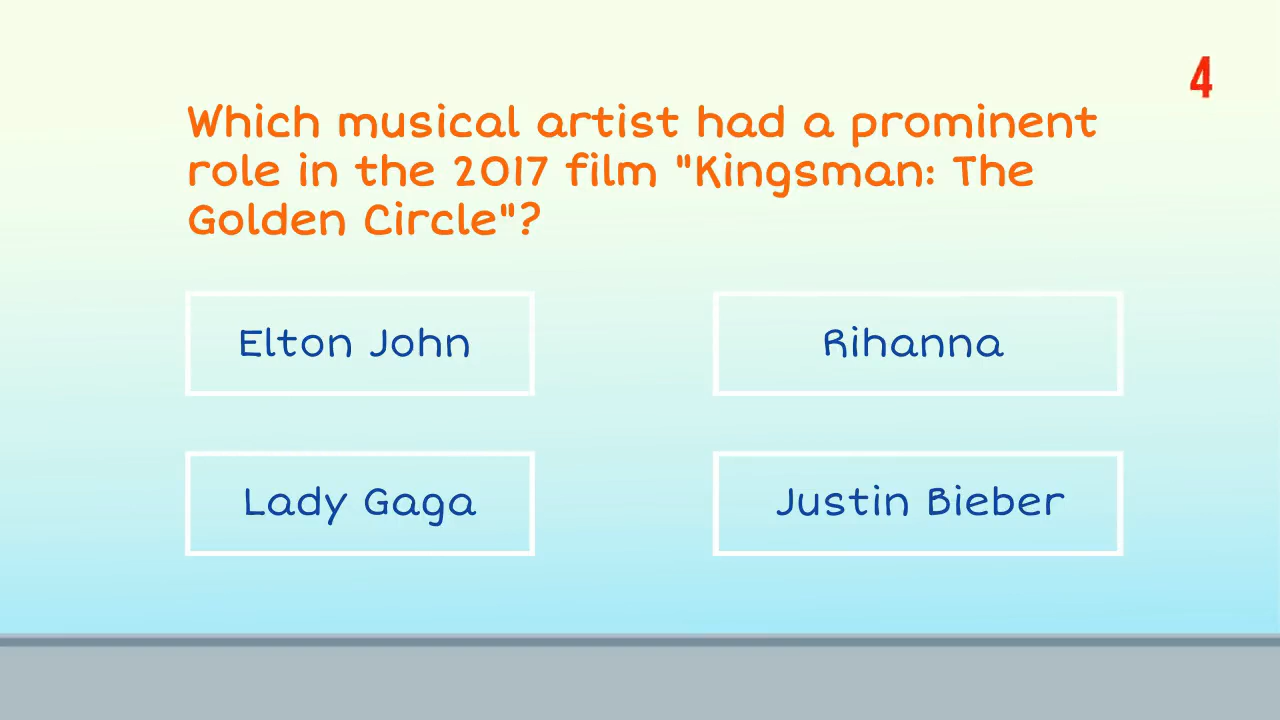 4
Which musical artist had a prominent
role in the 2017 film "Kingsman: The
Golden Circle"?
Elton John
Rihanna
Lady Gaga
Justin Bieber